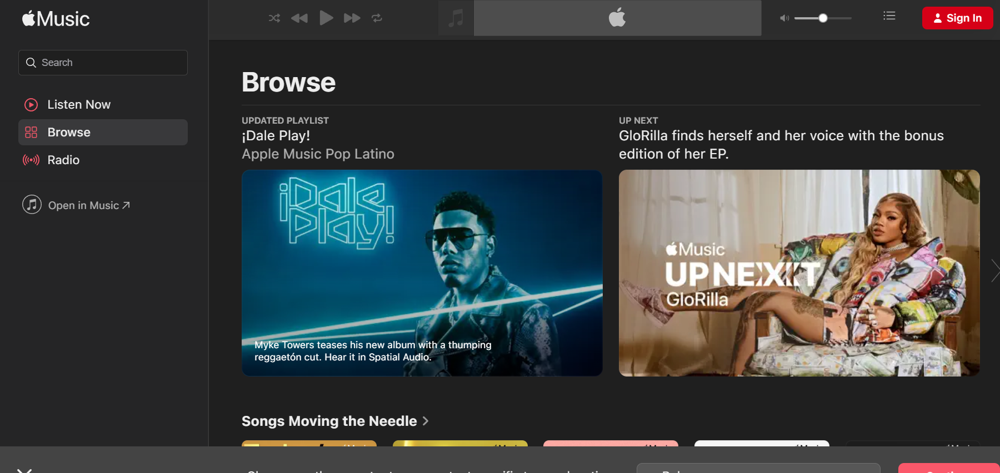 Music
Search
Listen Now
Browse
Radio
Open in Music
Sign In
Browse
UPDATED PLAYLIST
¡Dale Play!
Apple Music Pop Latino
¡Dale
Play!
Myke Towers teases his new album with a thumping
reggaetón cut. Hear it in Spatial Audio.
UP NEXT
GloRilla finds herself and her voice with the bonus
edition of her EP.
Music
UP NEXT
GloRilla
Songs Moving the Needle